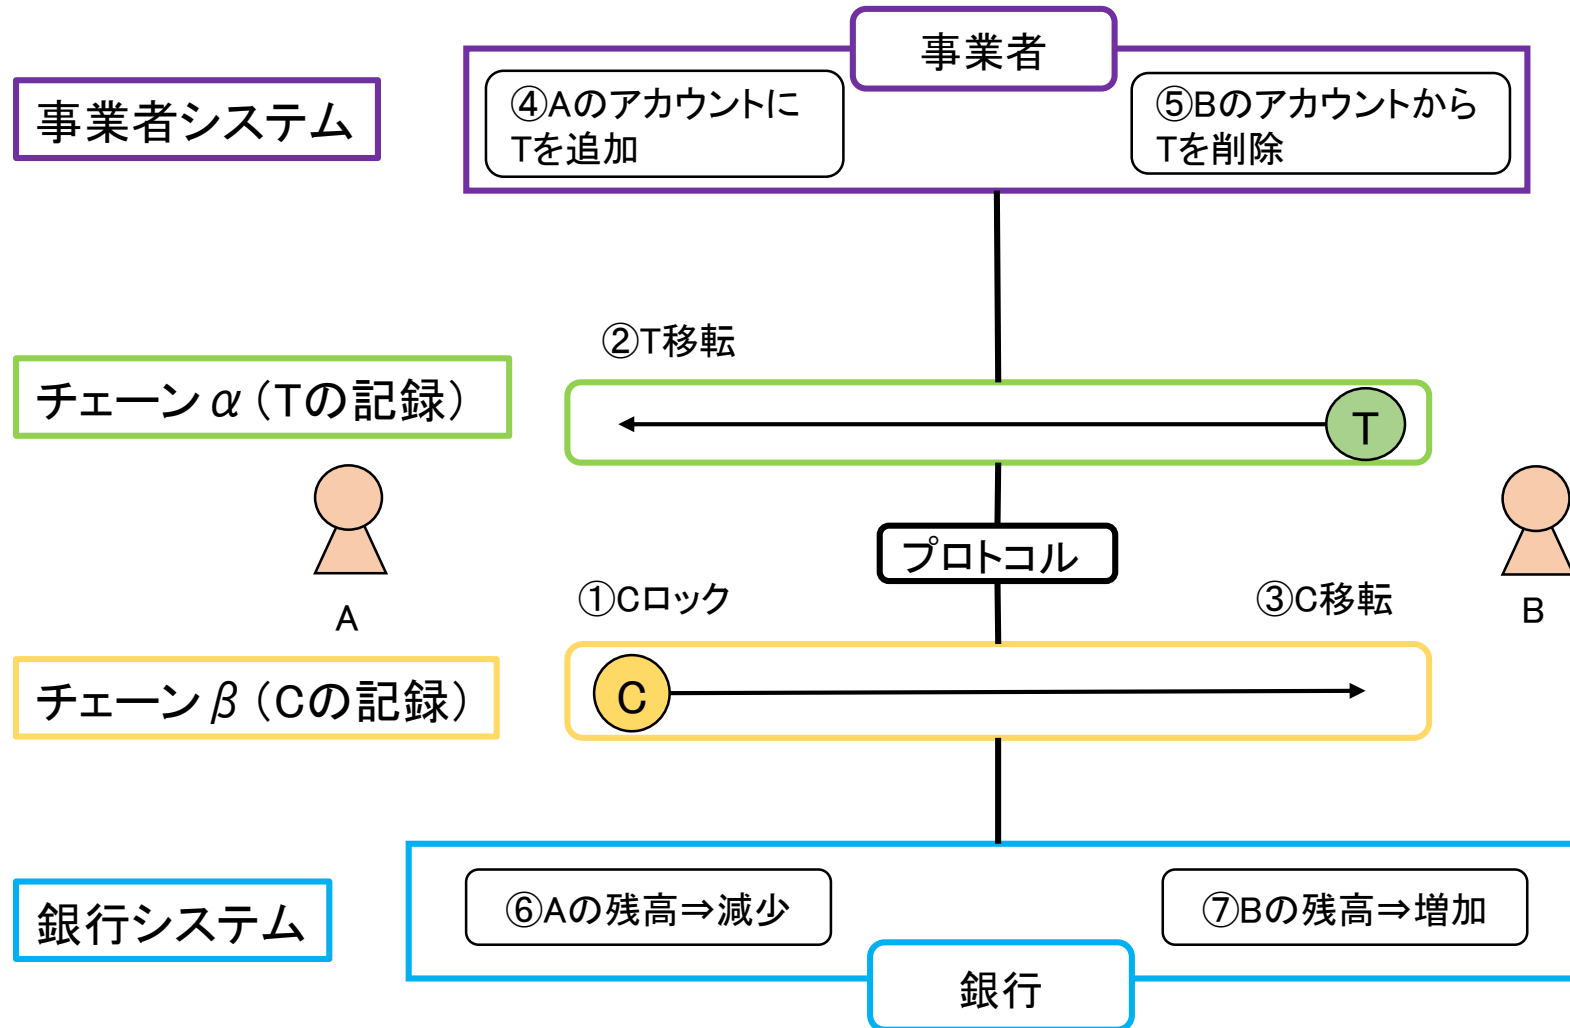 事業者
事業者システム
④Aのアカウントに
Tを追加
⑤Bのアカウントから
Tを削除
②T移転
チェーンα（Tの記録）
T
プロトコル
①Cロック
③C移転
A
B
チェーンβ（Cの記録）
C
⑥Aの残高⇒減少
⑦Bの残高⇒増加
銀行システム
銀行